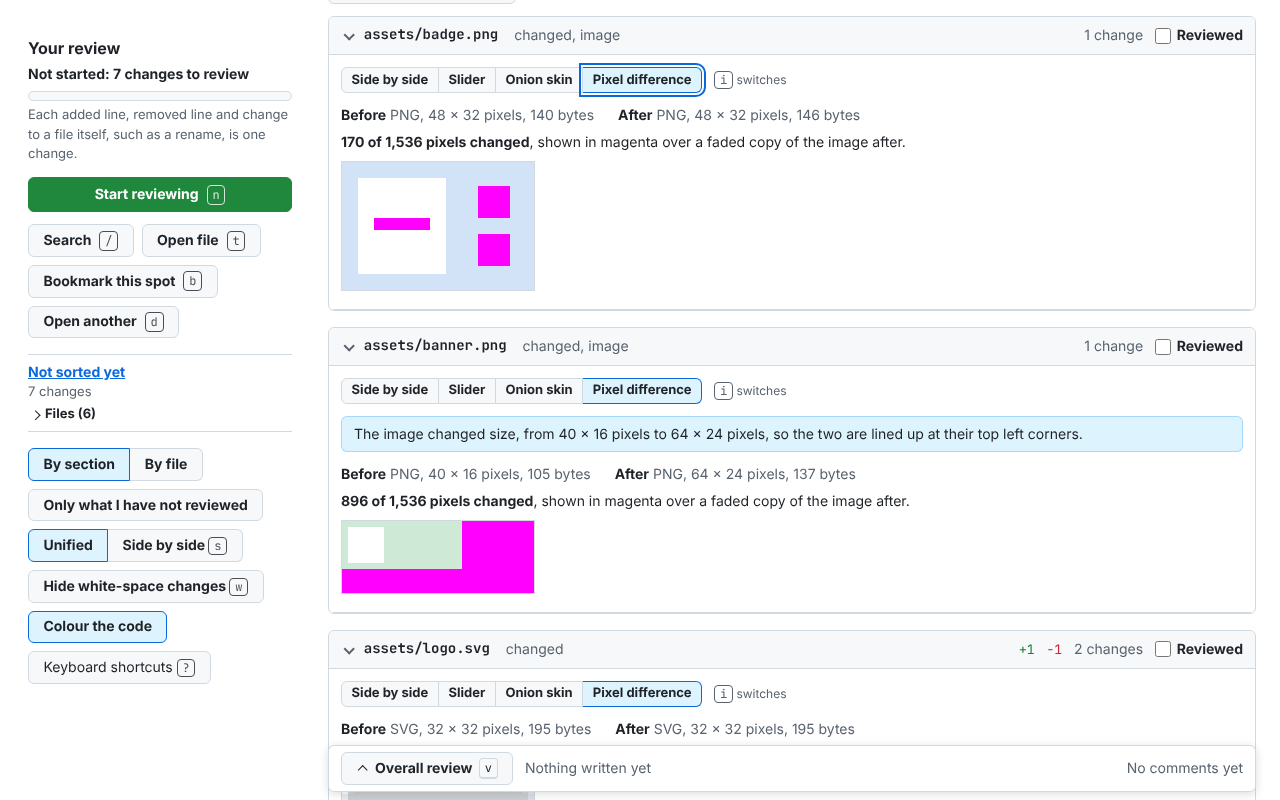 Your review
Not started: 7 changes to review
Each added line, removed line and change
to a file itself, such as a rename, is one
change.
Start reviewing n
Search / Open file t
Bookmark this spot b
Open another d
Not sorted yet
7 changes
Files (6)
By section By file
Only what I have not reviewed
Unified Side by side s
Hide white-space changes w
Colour the code
Keyboard shortcuts ?
assets/badge.png changed, image 1 change Reviewed
Side by side Slider Onion skin Pixel difference i switches
Before PNG, 48 × 32 pixels, 140 bytes After PNG, 48 × 32 pixels, 146 bytes
170 of 1,536 pixels changed, shown in magenta over a faded copy of the image after.
assets/banner.png changed, image 1 change Reviewed
Side by side Slider Onion skin Pixel difference i switches
The image changed size, from 40 × 16 pixels to 64 × 24 pixels, so the two are lined up at their top left corners.
Before PNG, 40 × 16 pixels, 105 bytes After PNG, 64 × 24 pixels, 137 bytes
896 of 1,536 pixels changed, shown in magenta over a faded copy of the image after.
assets/logo.svg changed +1 -1 2 changes Reviewed
Side by side Slider Onion skin Pixel difference i switches
Before SVG, 32 × 32 pixels, 195 bytes After SVG, 32 × 32 pixels, 195 bytes
Overall review v Nothing written yet No comments yet